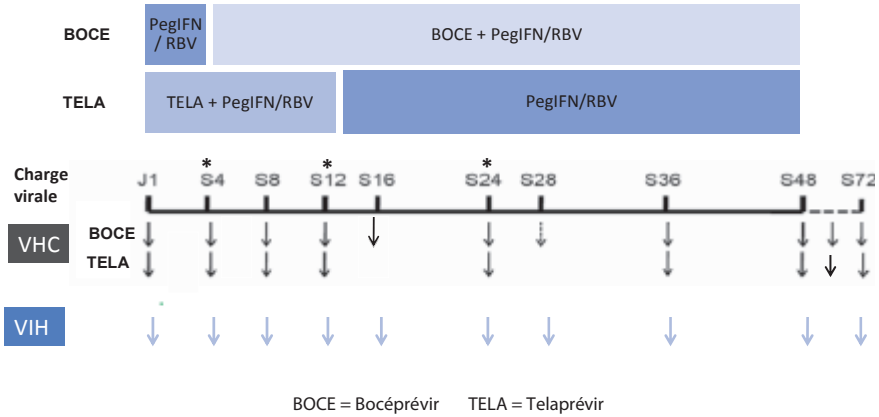 BOCE
PegIFN
/ RBV
BOCE + PegIFN/RBV
TELA
TELA + PegIFN/RBV
PegIFN/RBV
Charge
virale
* * *
J1 S4 S8 S12 S16 S24 S28 S36 S48 S72
VHC
BOCE
TELA
VIH
BOCE = Bocéprévir TELA = Telaprévir